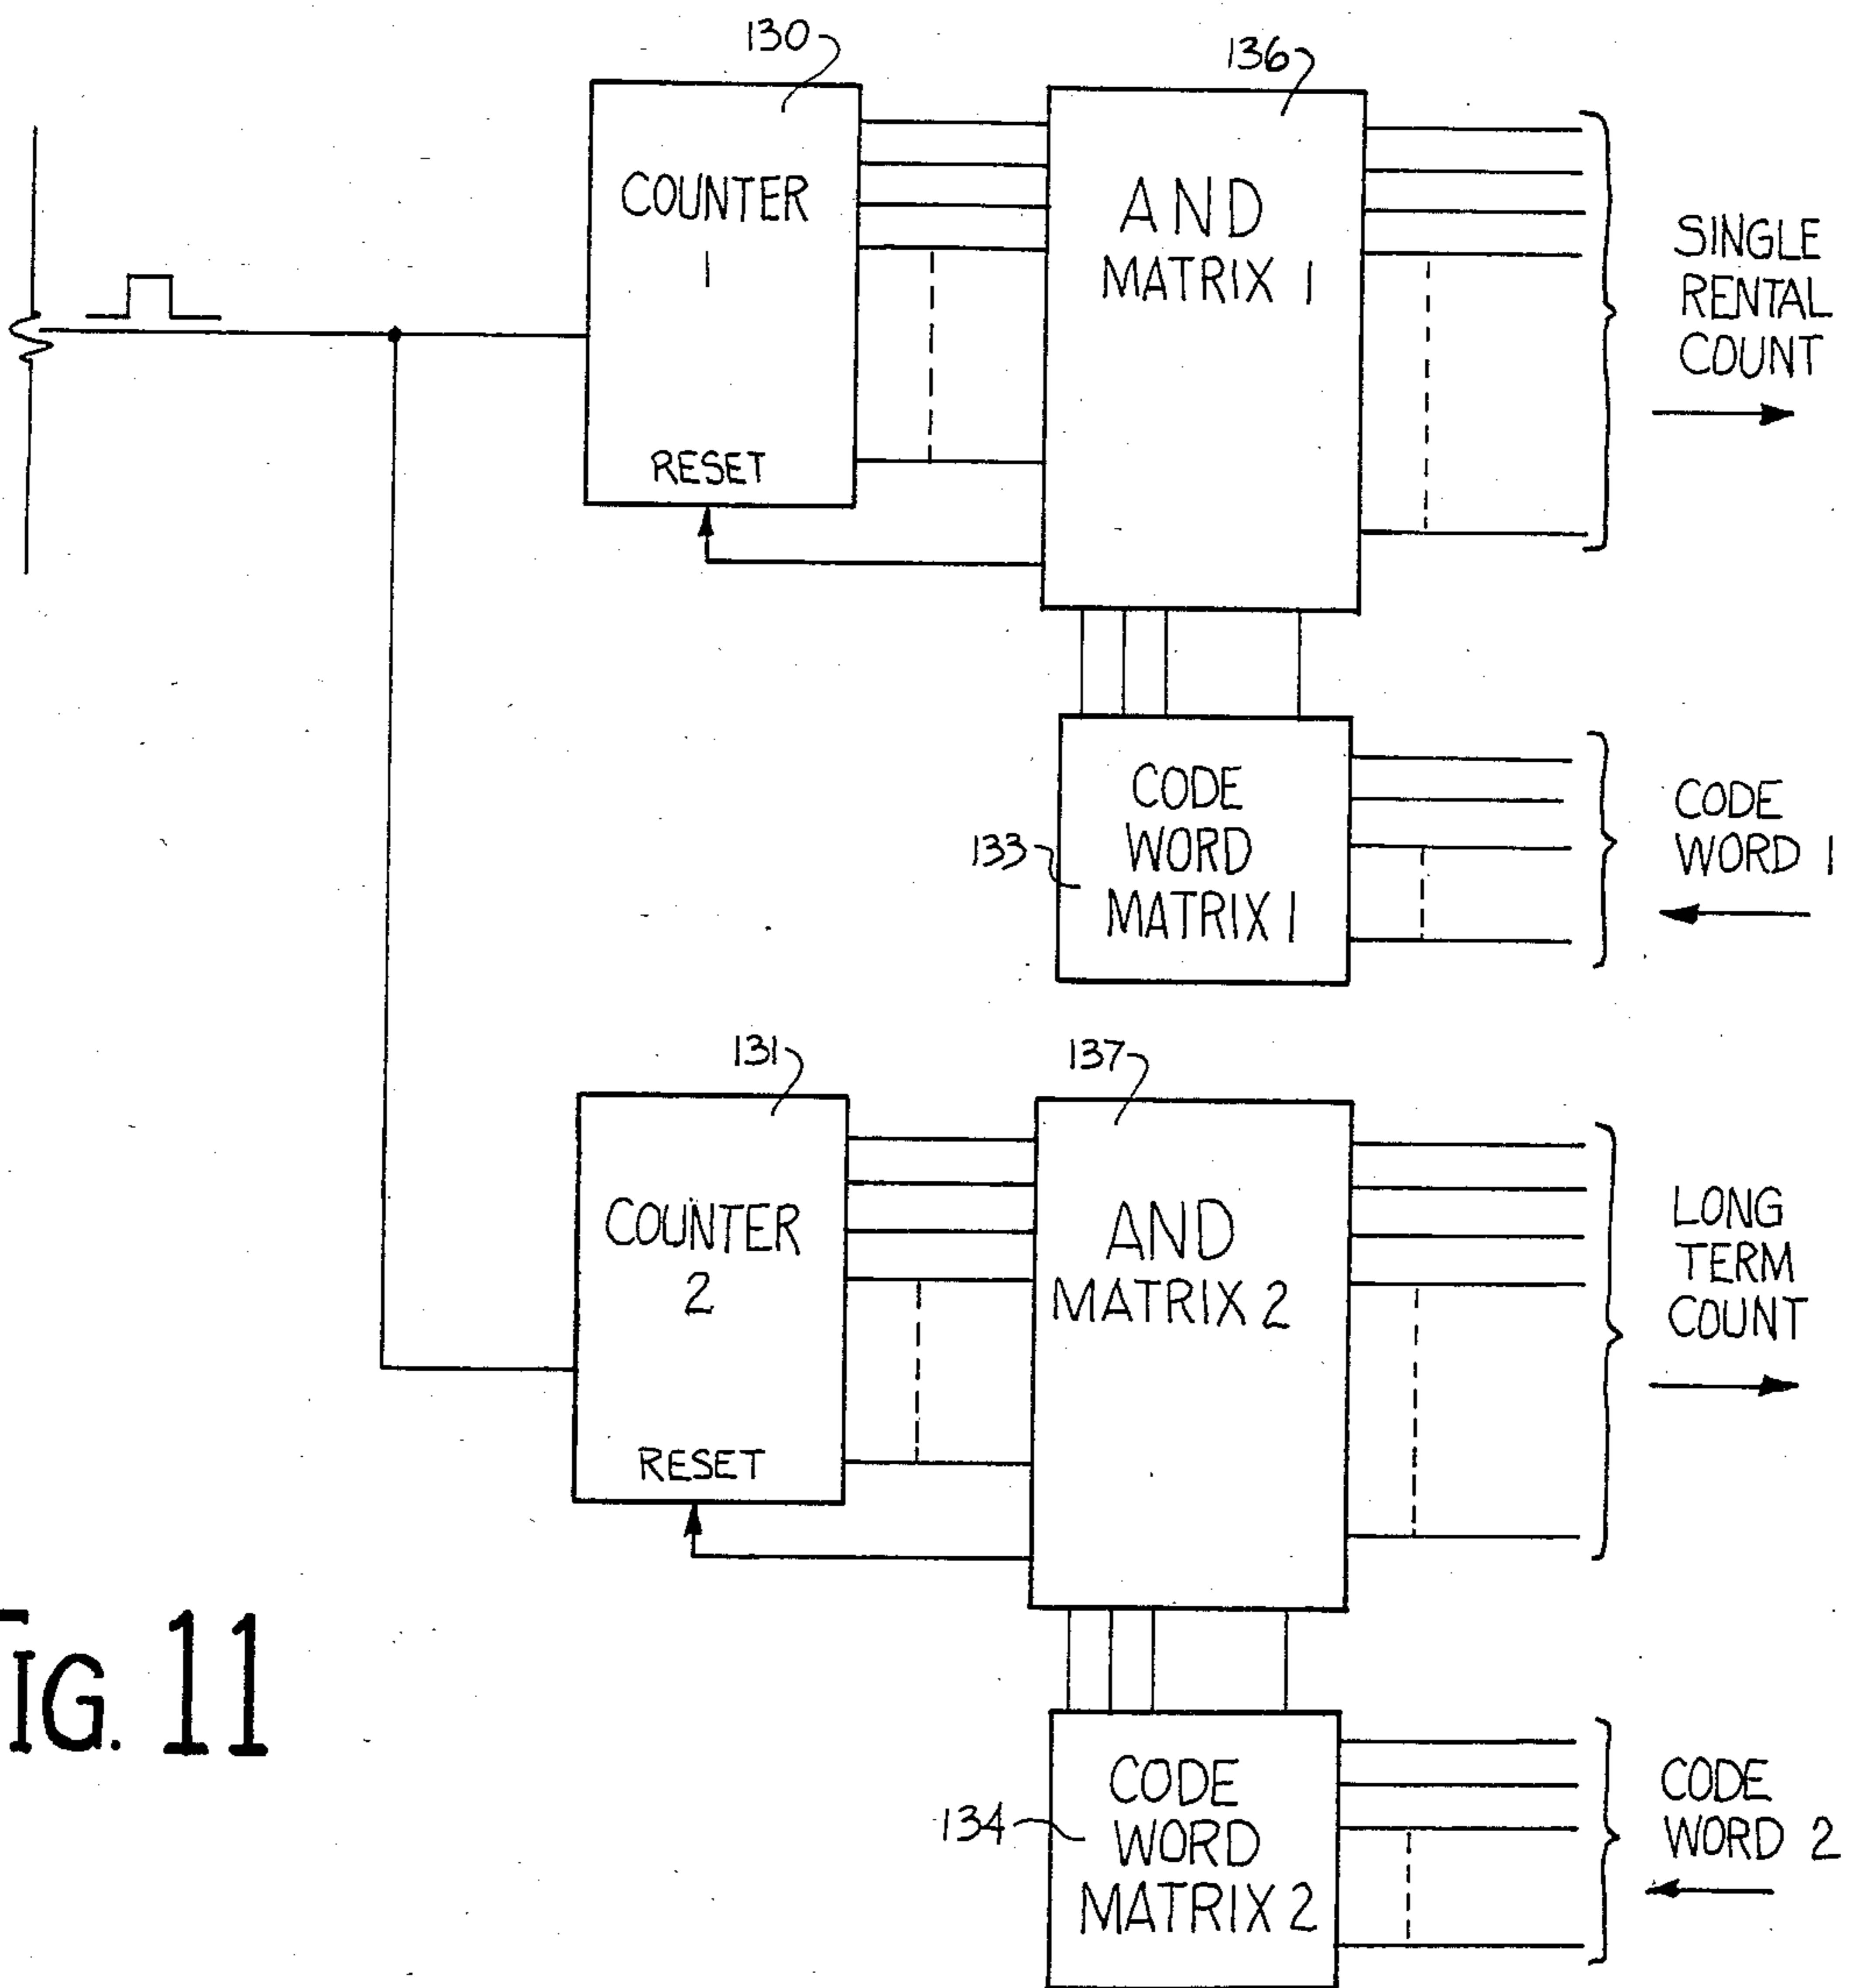 130
136
COUNTER
1
RESET
AND
MATRIX 1
SINGLE
RENTAL
COUNT
133
CODE
WORD
MATRIX 1
CODE
WORD 1
131
137
COUNTER
2
RESET
AND
MATRIX 2
LONG
TERM
COUNT
FIG. 11
134
CODE
WORD
MATRIX 2
CODE
WORD 2